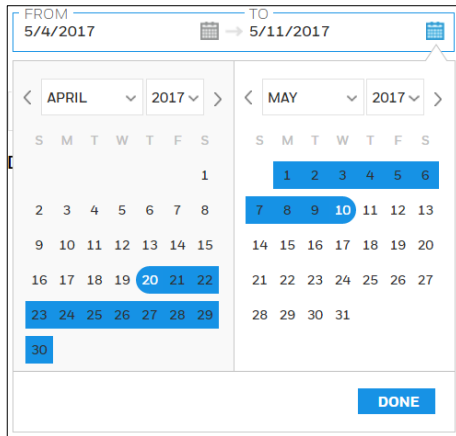 FROM TO
5/4/2017 5/11/2017
APRIL 2017 MAY 2017
S M T W T F S S M T W T F S
1 1 2 3 4 5 6
2 3 4 5 6 7 8 7 8 9 10 11 12 13
9 10 11 12 13 14 15 14 15 16 17 18 19 20
16 17 18 19 20 21 22 21 22 23 24 25 26 27
23 24 25 26 27 28 29 28 29 30 31
30
DONE